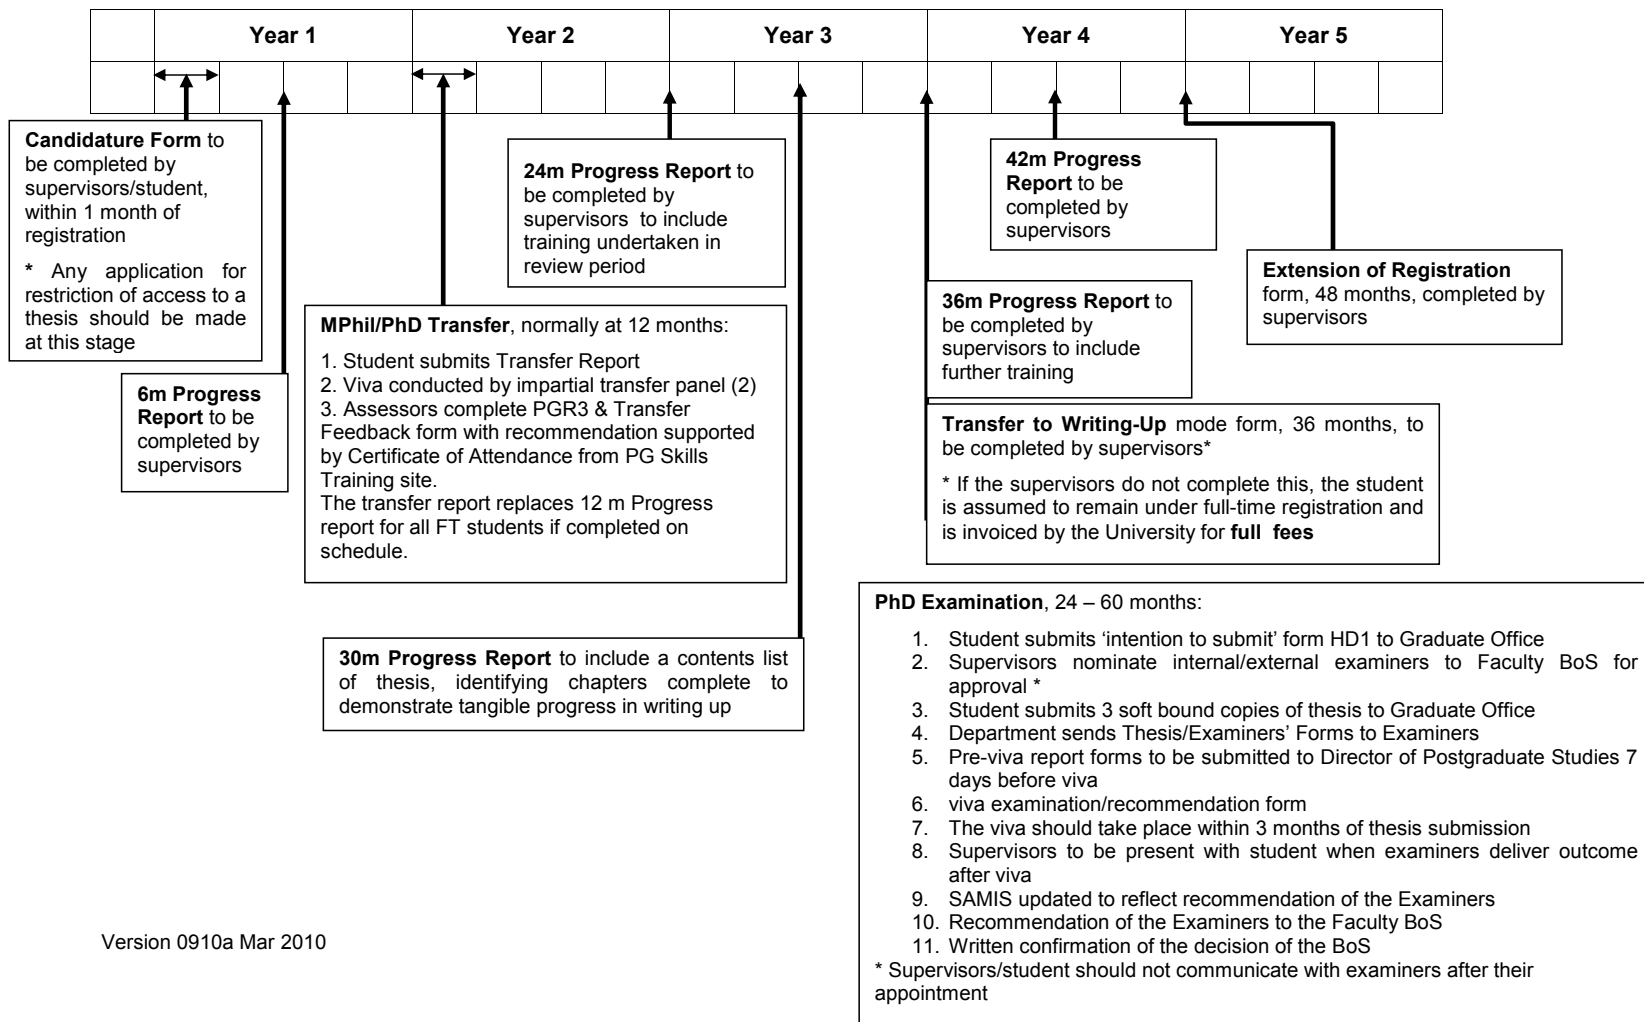 Year 1 Year 2 Year 3 Year 4 Year 5
Candidature Form to
be completed by
supervisors/student,
within 1 month of
registration
* Any application for
restriction of access to a
thesis should be made
at this stage
6m Progress
Report to be
completed by
supervisors
MPhil/PhD Transfer, normally at 12 months:
1. Student submits Transfer Report
2. Viva conducted by impartial transfer panel (2)
3. Assessors complete PGR3 & Transfer
Feedback form with recommendation supported
by Certificate of Attendance from PG Skills
Training site.
The transfer report replaces 12 m Progress
report for all FT students if completed on
schedule.
24m Progress Report to
be completed by
supervisors to include
training undertaken in
review period
30m Progress Report to include a contents list
of thesis, identifying chapters complete to
demonstrate tangible progress in writing up
36m Progress Report to
be completed by
supervisors to include
further training
Transfer to Writing-Up mode form, 36 months, to
be completed by supervisors*
* If the supervisors do not complete this, the student
is assumed to remain under full-time registration and
is invoiced by the University for full fees
42m Progress
Report to be
completed by
supervisors
Extension of Registration
form, 48 months, completed by
supervisors
PhD Examination, 24 – 60 months:
1. Student submits ‘intention to submit’ form HD1 to Graduate Office
2. Supervisors nominate internal/external examiners to Faculty BoS for
approval *
3. Student submits 3 soft bound copies of thesis to Graduate Office
4. Department sends Thesis/Examiners’ Forms to Examiners
5. Pre-viva report forms to be submitted to Director of Postgraduate Studies 7
days before viva
6. viva examination/recommendation form
7. The viva should take place within 3 months of thesis submission
8. Supervisors to be present with student when examiners deliver outcome
after viva
9. SAMIS updated to reflect recommendation of the Examiners
10. Recommendation of the Examiners to the Faculty BoS
11. Written confirmation of the decision of the BoS
* Supervisors/student should not communicate with examiners after their
appointment
Version 0910a Mar 2010